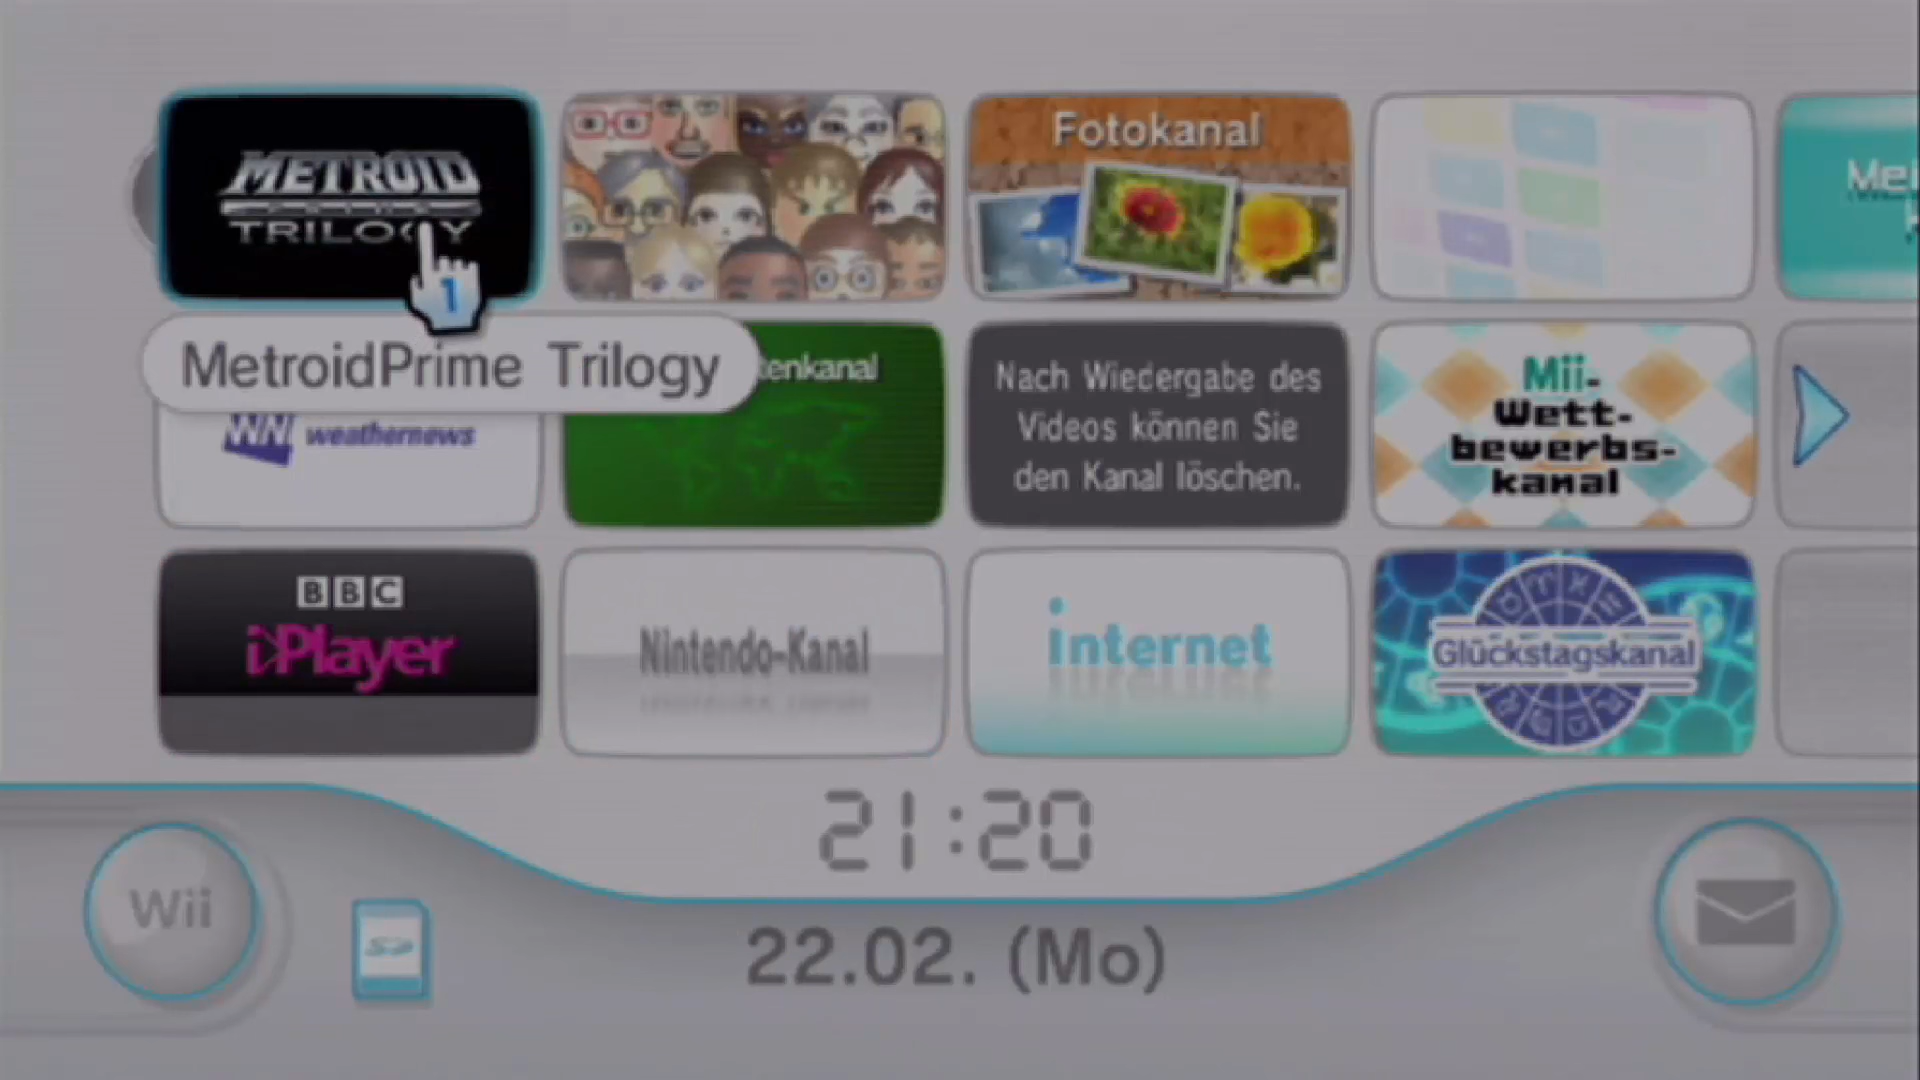 METROID
TRILOGY
Fotokanal
1
MetroidPrime Trilogy
tenkanal
WN weathernews
Nach Wiedergabe des
Videos können Sie
den Kanal löschen.
Mii-
Wett-
bewerbs-
kanal
BBC
iPlayer
Nintendo-Kanal
internet
Glückstagskanal
21:20
Wii
SD
22.02. (Mo)